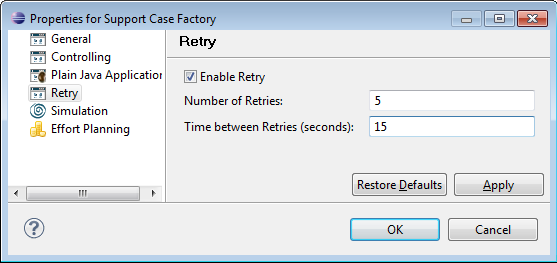 Properties for Support Case Factory
General
Controlling
Plain Java Application
Retry
Simulation
Effort Planning
Retry
Enable Retry
Number of Retries: 5
Time between Retries (seconds): 15
Restore Defaults Apply
? OK Cancel